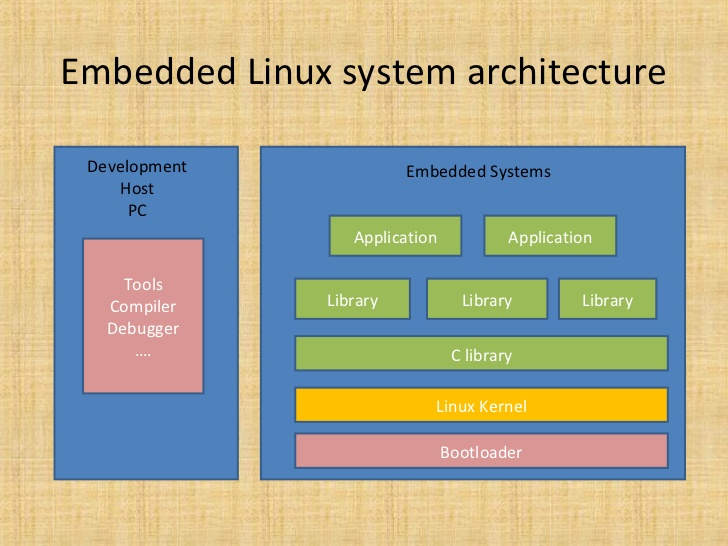 Embedded Linux system architecture
Development
Host
PC
Tools
Compiler
Debugger
....
Embedded Systems
Application
Application
Library
Library
Library
C library
Linux Kernel
Bootloader